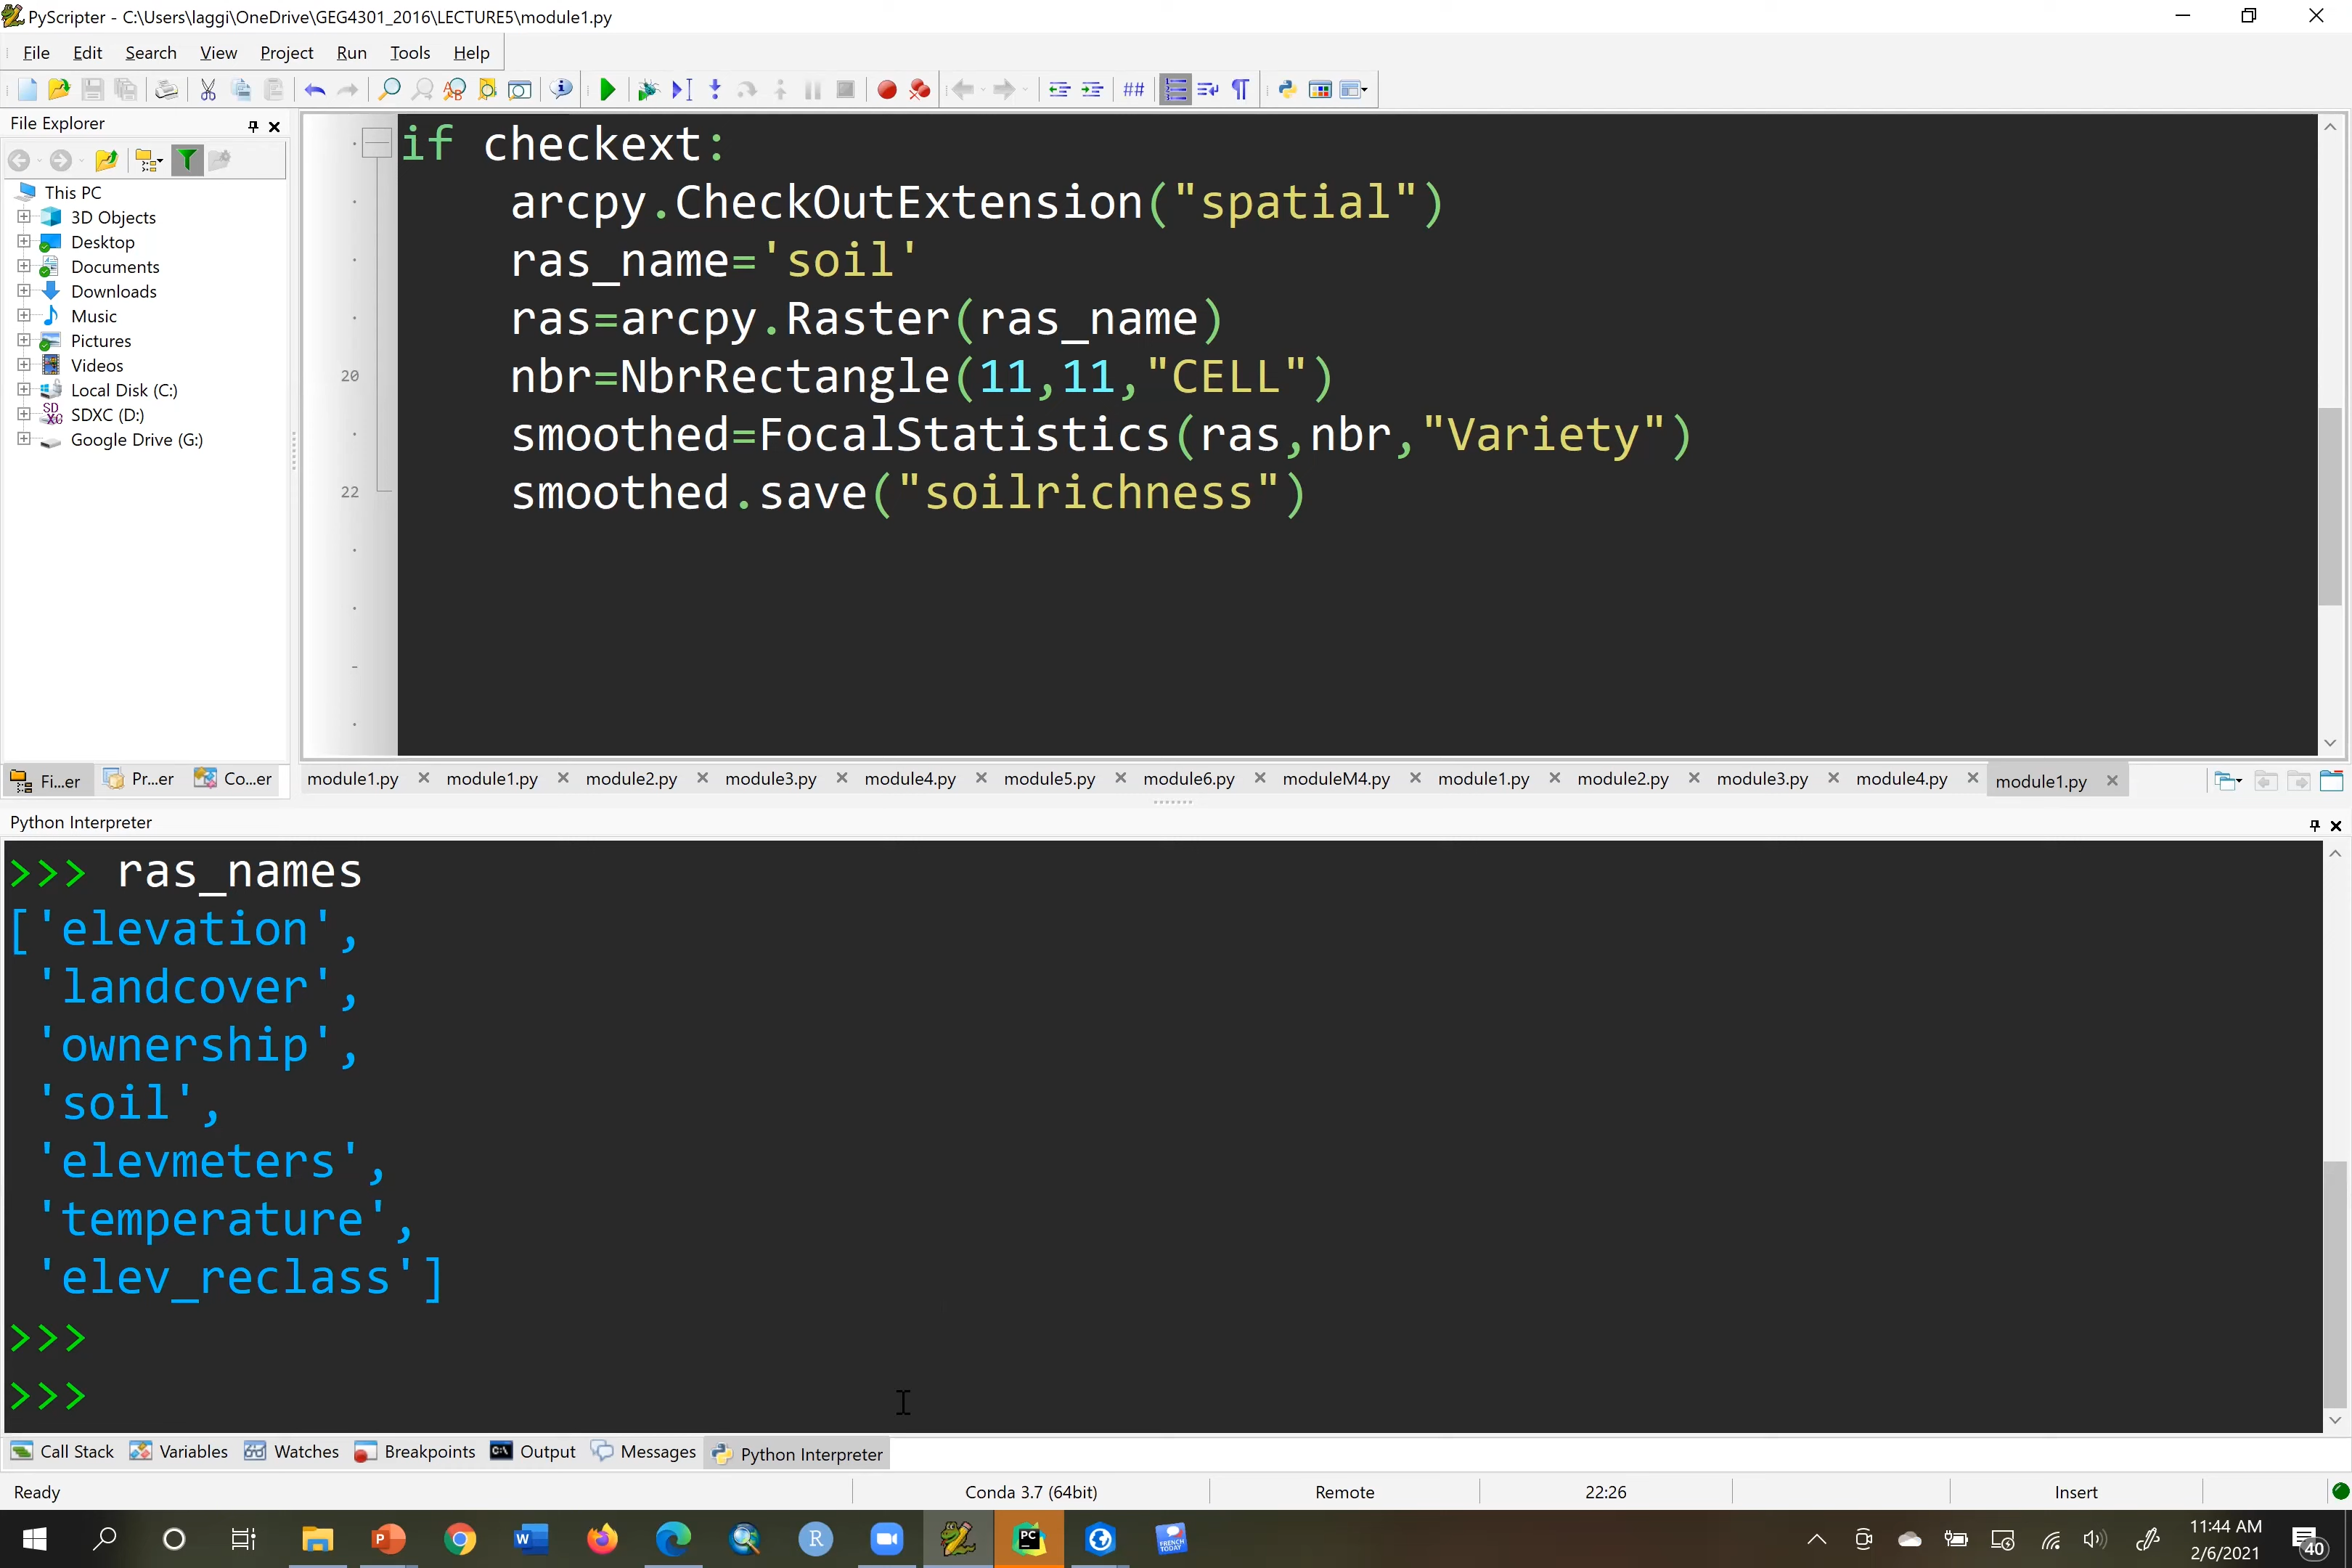 PyScripter - C:\Users\laggi\OneDrive\GEG4301_2016\LECTURE5\module1.py
File Edit Search View Project Run Tools Help
File Explorer
This PC
3D Objects
Desktop
Documents
Downloads
Music
Pictures
Videos
Local Disk (C:)
SDXC (D:)
Google Drive (G:)
Fi...er Pr...er Co...er
if checkext:
arcpy.CheckOutExtension("spatial")
ras_name='soil'
ras=arcpy.Raster(ras_name)
20 nbr=NbrRectangle(11,11,"CELL")
smoothed=FocalStatistics(ras,nbr,"Variety")
22 smoothed.save("soilrichness")
module1.py module1.py module2.py module3.py module4.py module5.py module6.py moduleM4.py module1.py module2.py module3.py module4.py module1.py
Python Interpreter
>>> ras_names
['elevation',
'landcover',
'ownership',
'soil',
'elevmeters',
'temperature',
'elev_reclass']
>>>
>>>
Call Stack Variables Watches Breakpoints Output Messages Python Interpreter
Ready Conda 3.7 (64bit) Remote 22:26 Insert
11:44 AM
2/6/2021
40